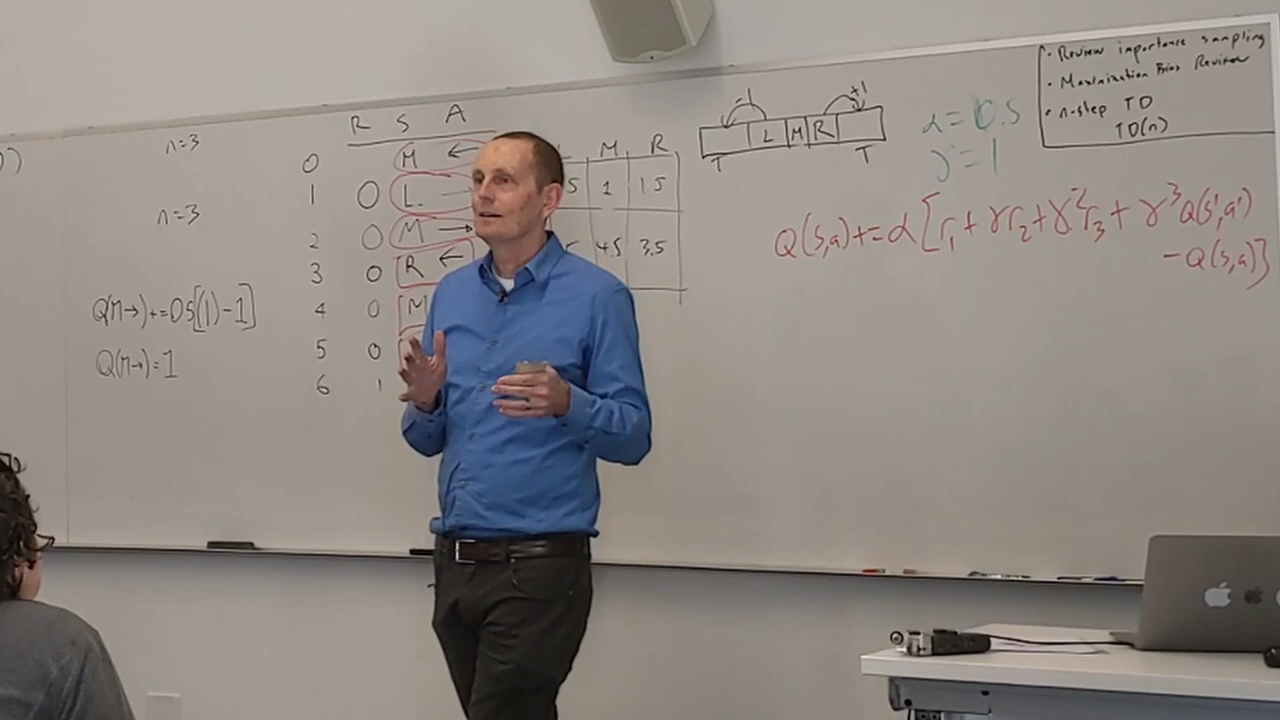 n=3
n=3
Q(M→)+=0.5[(1)-1]
Q(M→)=1
R S A
0 M ←
1 0 L
2 0 M →
3 0 R ←
4 0 M
5 0
6 1
M R
5 1 1.5
4.5 3.5
-1 +1
L M R
T T
α=0.5
γ=1
• Review importance sampling
• Maximization Bias Review
• n-step TD
TD(n)
Q(s,a)+=α[r₁+γr₂+γ²r₃+γ³Q(s',a')
-Q(s,a)]